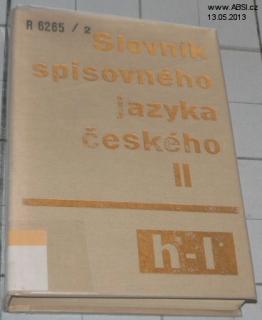 www.ABSI.cz
13.05.2013
R 6265 / 2
Slovník
spisovného
jazyka
českého
II
h-l